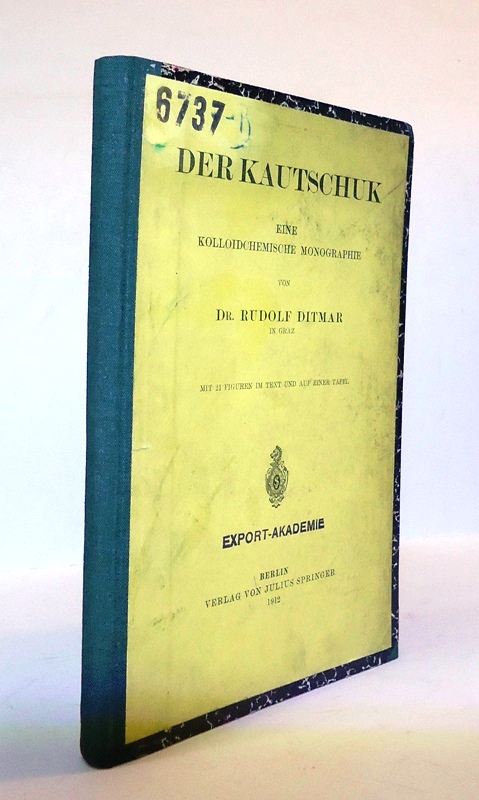 6737-
DER KAUTSCHUK
EINE
KOLLOIDCHEMISCHE MONOGRAPHIE
VON
DR. RUDOLF DITMAR
IN GRAZ
MIT 21 FIGUREN IM TEXT UND AUF EINER TAFEL
S
EXPORT-AKADEMIE
BERLIN
VERLAG VON JULIUS SPRINGER
1912